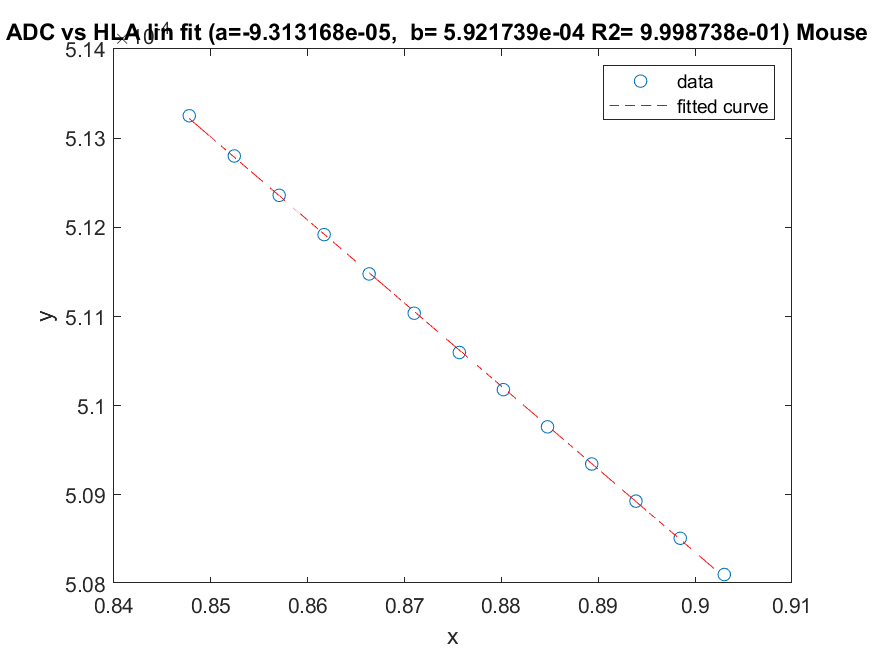 ADC vs HLA lin fit (a=-9.313168e-05,  b= 5.921739e-04 R2= 9.998738e-01) Mouse
×10⁻⁴
5.14
5.13
5.12
5.11
5.1
5.09
5.08
y
data
fitted curve
0.84 0.85 0.86 0.87 0.88 0.89 0.9 0.91
x